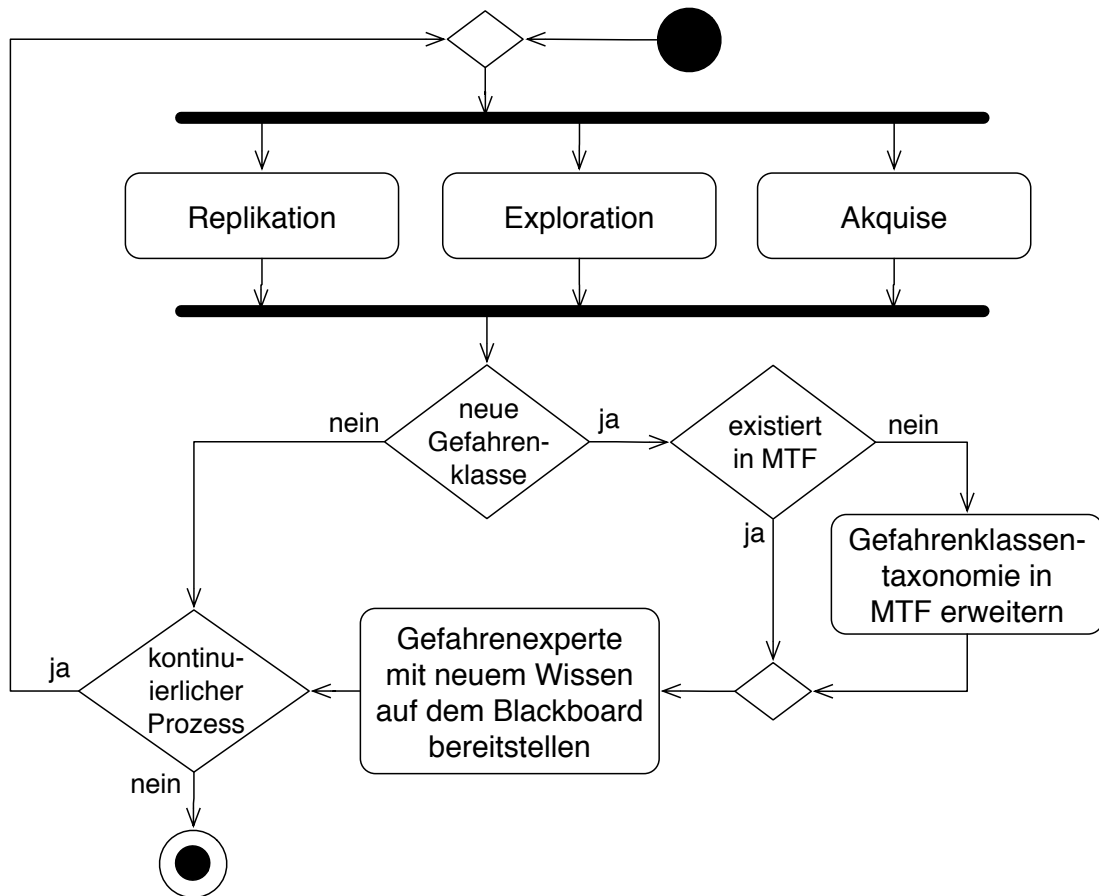 Replikation
Exploration
Akquise
nein
neue
Gefahren-
klasse
ja
existiert
in MTF
nein
ja
Gefahrenklassen-
taxonomie in
MTF erweitern
ja
kontinu-
ierlicher
Prozess
Gefahrenexperte
mit neuem Wissen
auf dem Blackboard
bereitstellen
nein